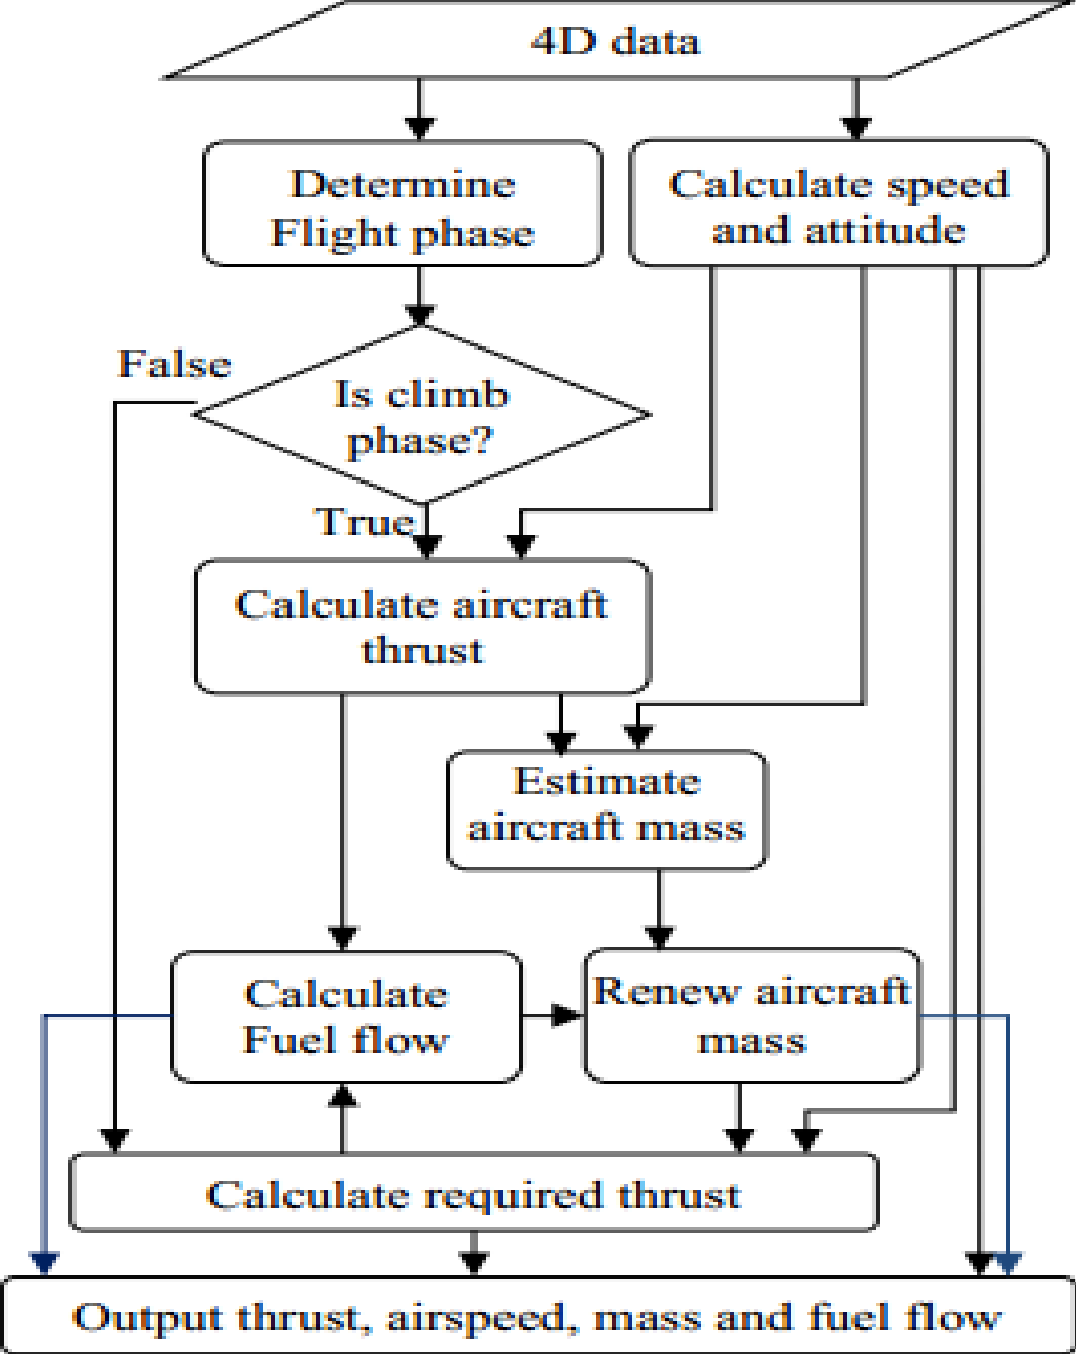 4D data
Determine
Flight phase
Calculate speed
and attitude
False
Is climb
phase?
True
Calculate aircraft
thrust
Estimate
aircraft mass
Calculate
Fuel flow
Renew aircraft
mass
Calculate required thrust
Output thrust, airspeed, mass and fuel flow